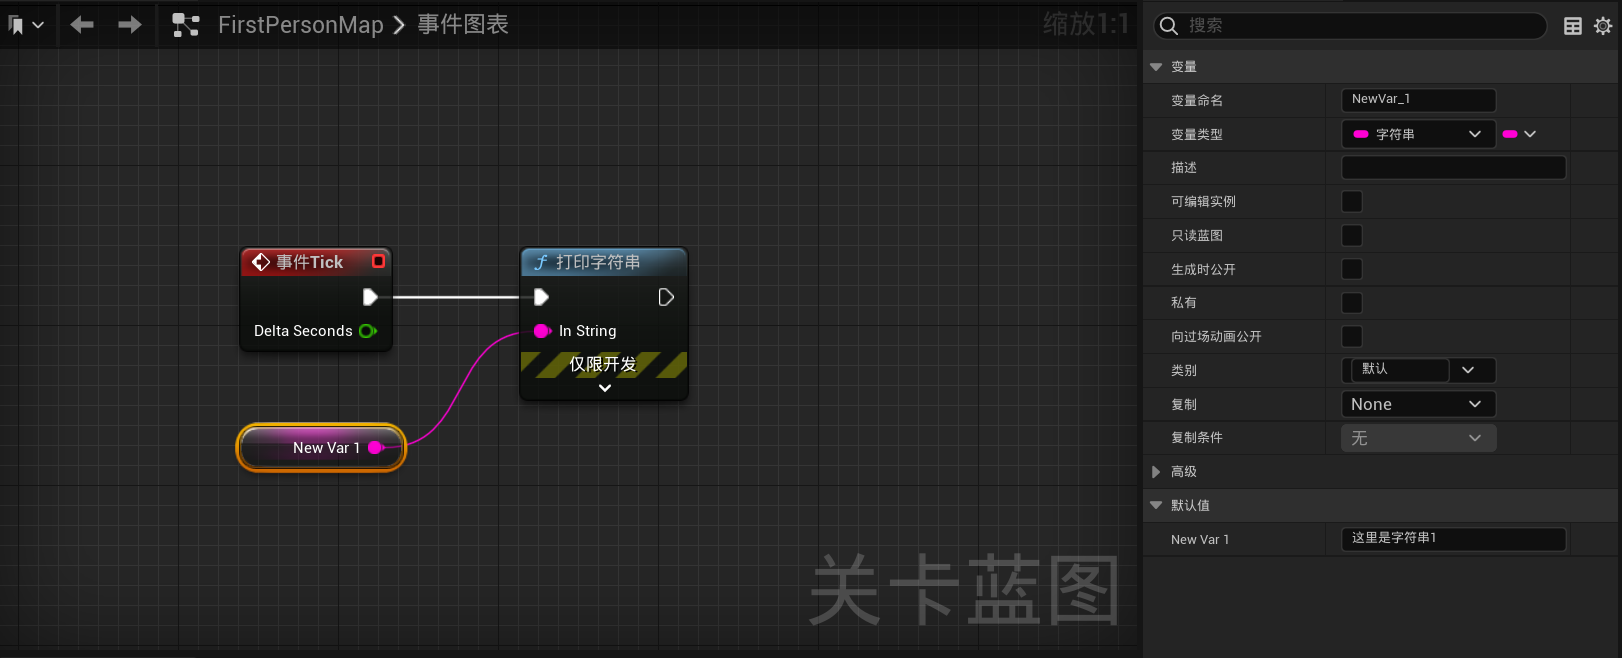 FirstPersonMap > 事件图表
缩放1:1
事件Tick
Delta Seconds
打印字符串
In String
仅限开发
New Var 1
关卡蓝图
搜索
变量
变量命名 NewVar_1
变量类型 字符串
描述
可编辑实例
只读蓝图
生成时公开
私有
向过场动画公开
类别 默认
复制 None
复制条件 无
高级
默认值
New Var 1 这里是字符串1